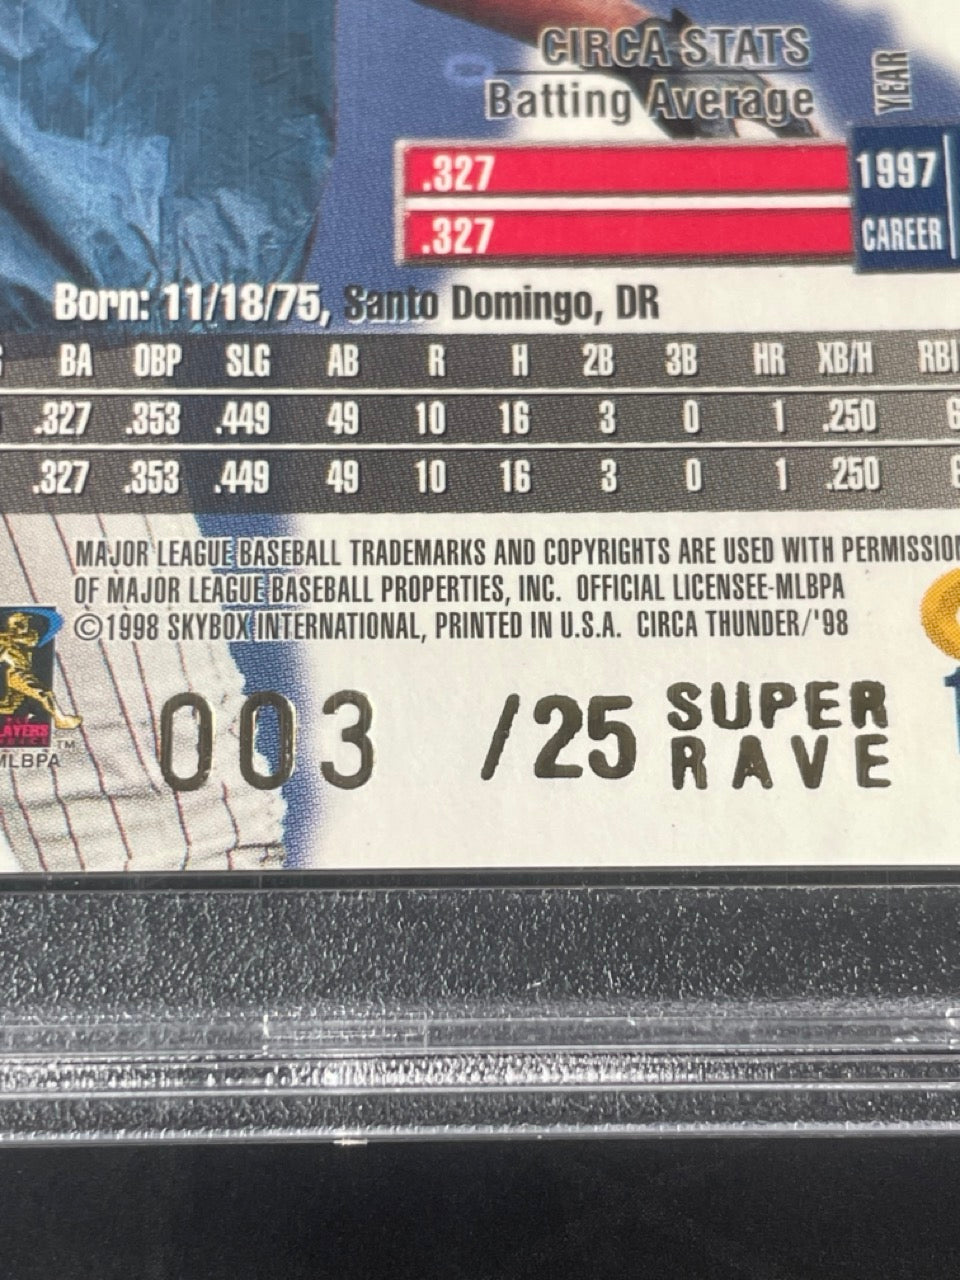 CIRCA STATS
Batting Average
YEAR
.327 1997
.327 CAREER
Born: 11/18/75, Santo Domingo, DR
BA OBP SLG AB R H 2B 3B HR XB/H RBI
.327 .353 .449 49 10 16 3 0 1 .250
.327 .353 .449 49 10 16 3 0 1 .250
MAJOR LEAGUE BASEBALL TRADEMARKS AND COPYRIGHTS ARE USED WITH PERMISSION
OF MAJOR LEAGUE BASEBALL PROPERTIES, INC. OFFICIAL LICENSEE-MLBPA
©1998 SKYBOX INTERNATIONAL, PRINTED IN U.S.A. CIRCA THUNDER/'98
003 /25 SUPER
RAVE
™
MLBPA